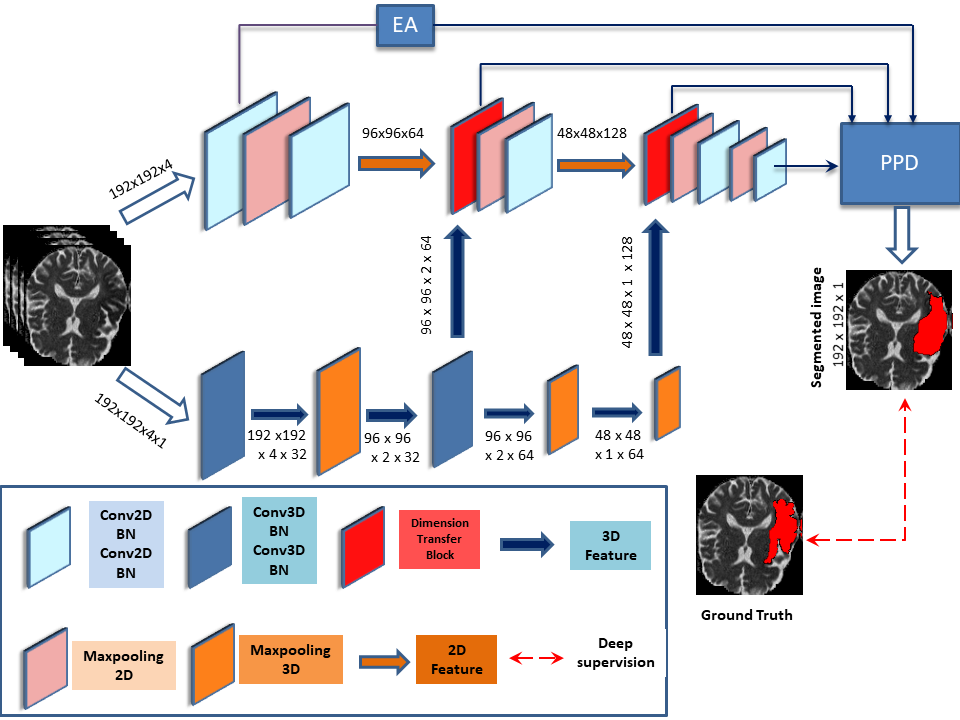 EA
96x96x64
48x48x128
192x192x4
PPD
96 x 96 x 2 x 64
48 x 48 x 1 x 128
Segmented image
192 x 192 x 1
192x192x4x1
192 x192
x 4 x 32
96 x 96
x 2 x 32
96 x 96
x 2 x 64
48 x 48
x 1 x 64
Ground Truth
Conv2D
BN
Conv2D
BN
Conv3D
BN
Conv3D
BN
Dimension
Transfer
Block
3D
Feature
Maxpooling
2D
Maxpooling
3D
2D
Feature
Deep
supervision